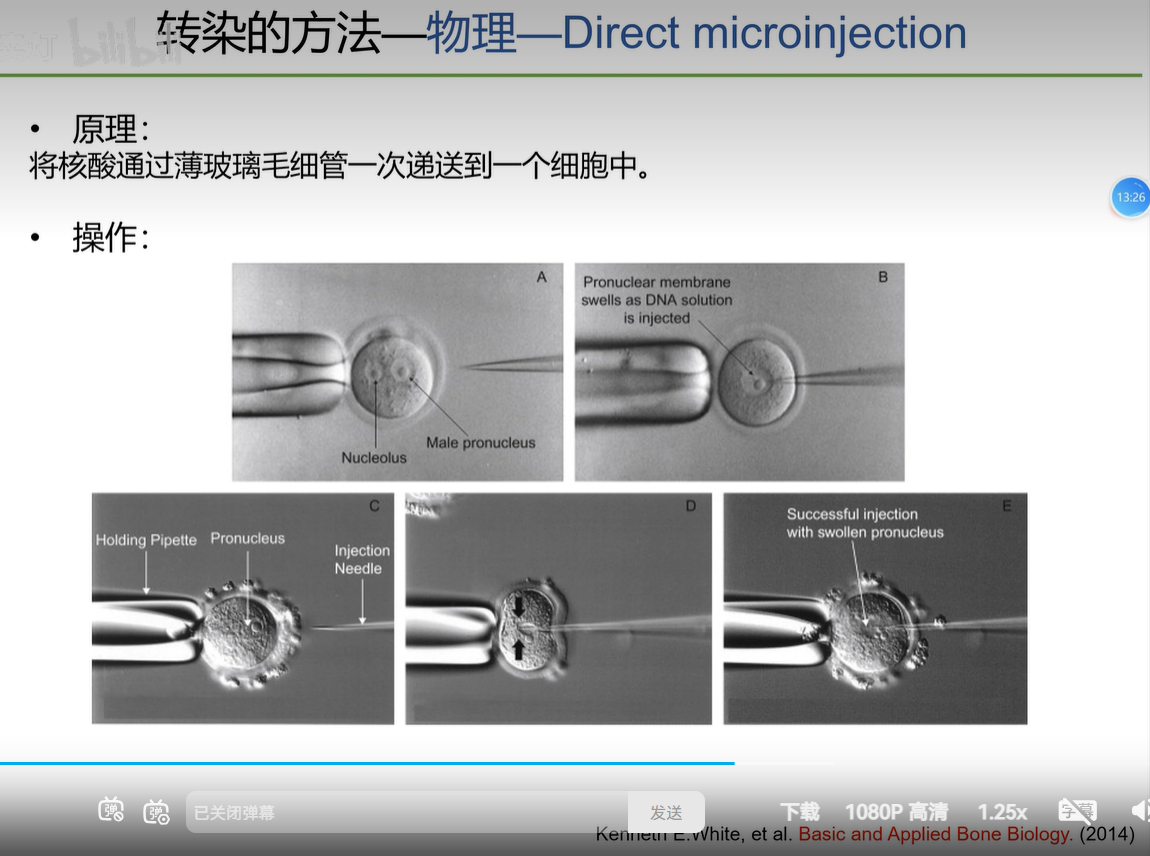 转染的方法—物理—Direct microinjection
bilibili
• 原理：
将核酸通过薄玻璃毛细管一次递送到一个细胞中。
13:26
• 操作：
A
Nucleolus
Male pronucleus
B
Pronuclear membrane
swells as DNA solution
is injected
C
Holding Pipette
Pronucleus
Injection
Needle
D
E
Successful injection
with swollen pronucleus
弹
弹
已关闭弹幕
发送
下载
1080P 高清
1.25x
字幕
Kenneth E.White, et al. Basic and Applied Bone Biology. (2014)